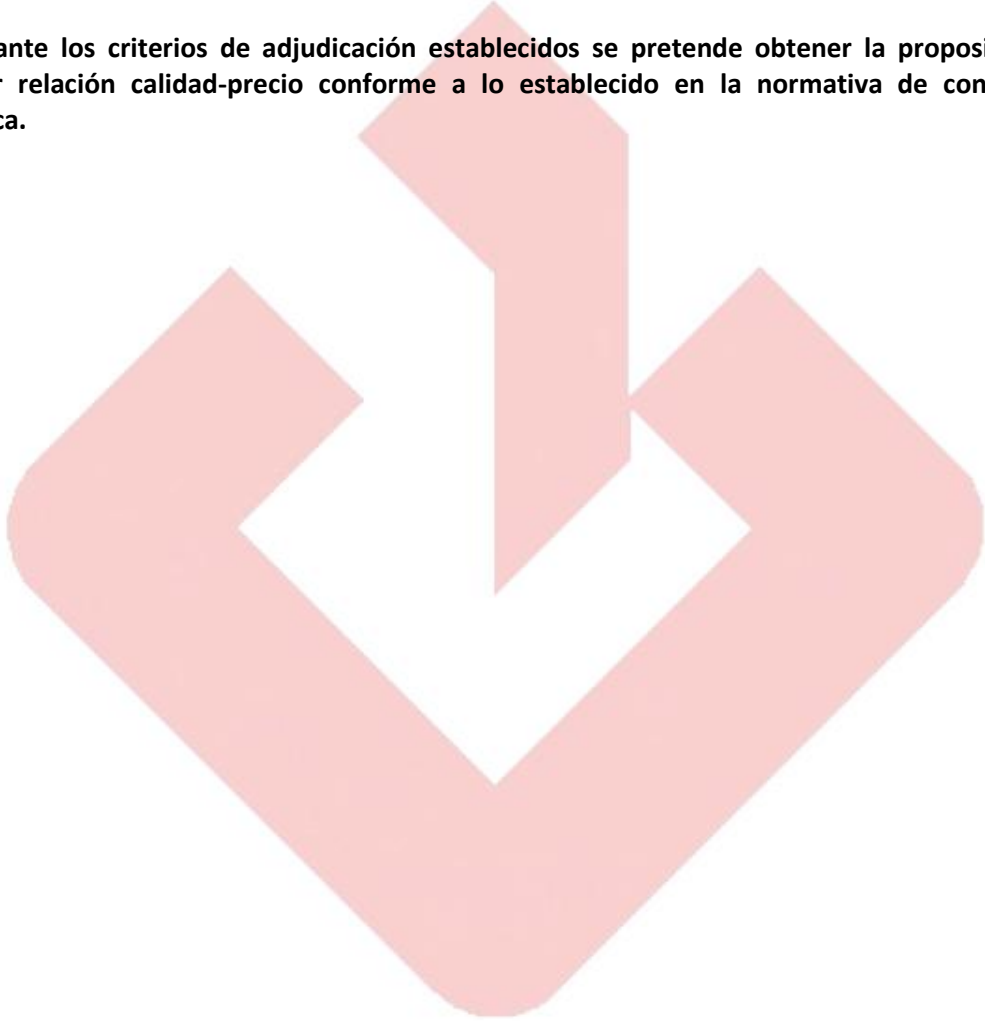 ante los criterios de adjudicación establecidos se pretende obtener la proposi
r relación calidad-precio conforme a lo establecido en la normativa de con
ca.